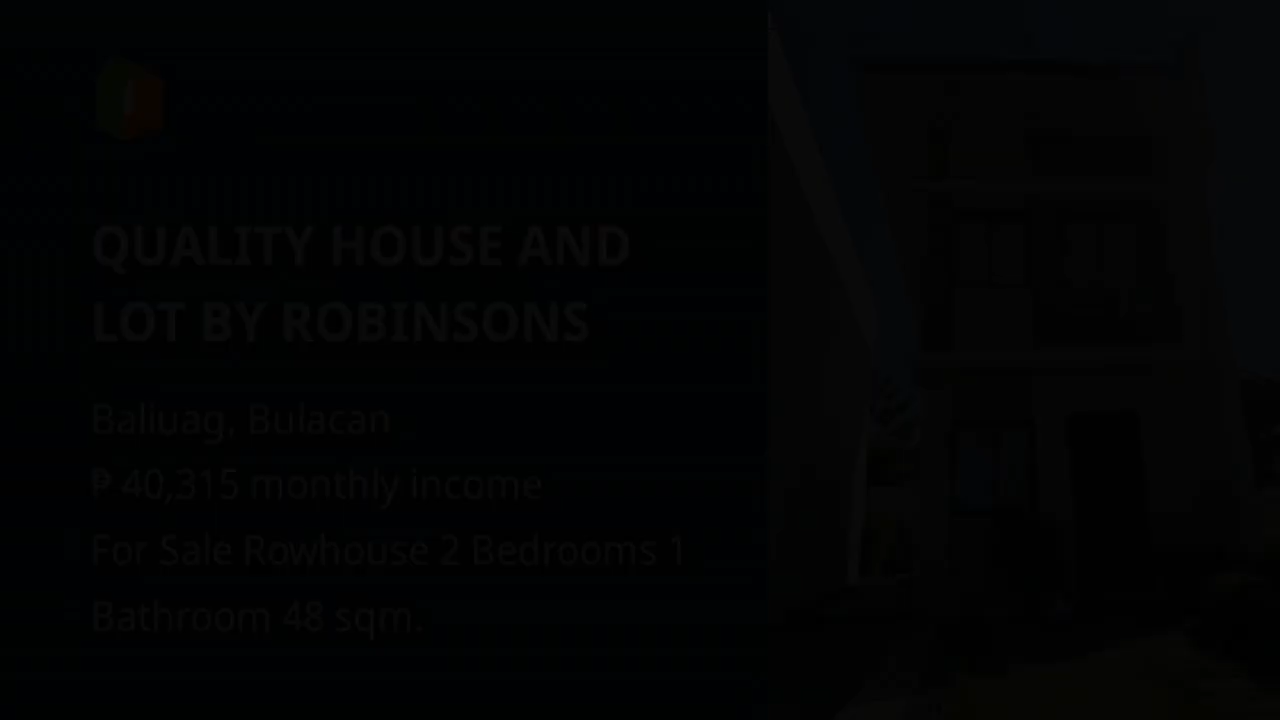 QUALITY HOUSE AND
LOT BY ROBINSONS
Baliuag, Bulacan
₱ 40,315 monthly income
For Sale Rowhouse 2 Bedrooms 1
Bathroom 48 sqm.